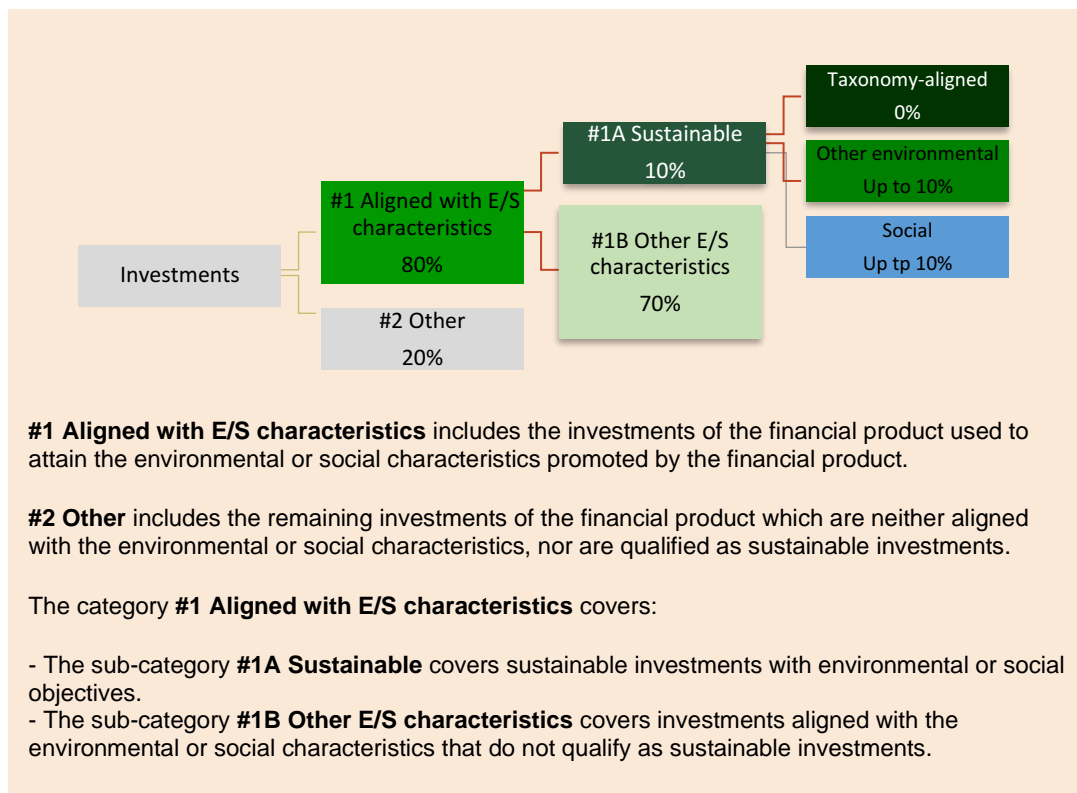 Taxonomy-aligned
0%
#1A Sustainable
10%
Other environmental
Up to 10%
#1 Aligned with E/S
characteristics
80%
Social
Up tp 10%
#1B Other E/S
characteristics
70%
Investments
#2 Other
20%
#1 Aligned with E/S characteristics includes the investments of the financial product used to
attain the environmental or social characteristics promoted by the financial product.
#2 Other includes the remaining investments of the financial product which are neither aligned
with the environmental or social characteristics, nor are qualified as sustainable investments.
The category #1 Aligned with E/S characteristics covers:
- The sub-category #1A Sustainable covers sustainable investments with environmental or social
objectives.
- The sub-category #1B Other E/S characteristics covers investments aligned with the
environmental or social characteristics that do not qualify as sustainable investments.